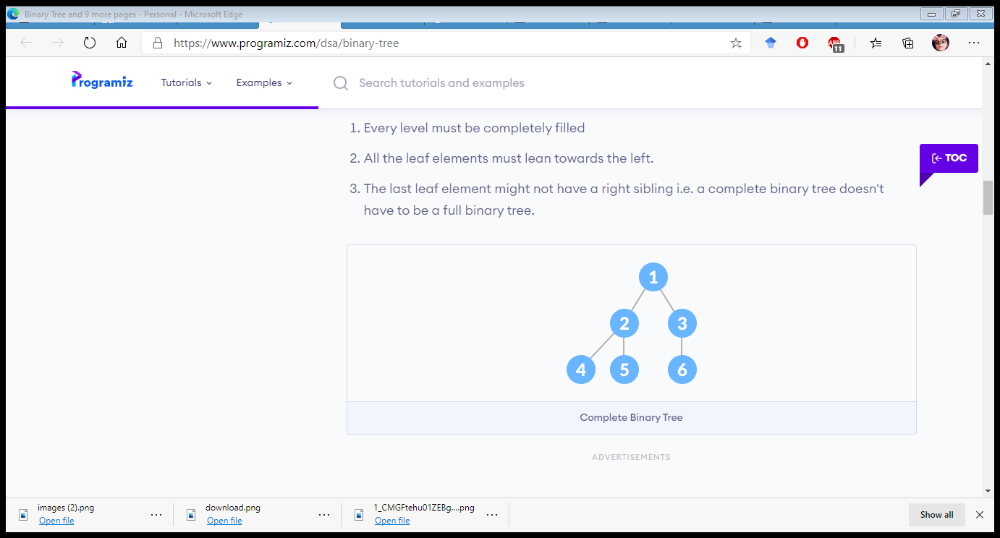 Binary Tree and 9 more pages - Personal - Microsoft Edge
https://www.programiz.com/dsa/binary-tree
11
Programiz
Tutorials
Examples
Search tutorials and examples
1. Every level must be completely filled
2. All the leaf elements must lean towards the left.
TOC
3. The last leaf element might not have a right sibling i.e. a complete binary tree doesn't
have to be a full binary tree.
1
2 3
4 5 6
Complete Binary Tree
ADVERTISEMENTS
images (2).png
Open file
download.png
Open file
1_CMGFtehu01ZEBg....png
Open file
Show all